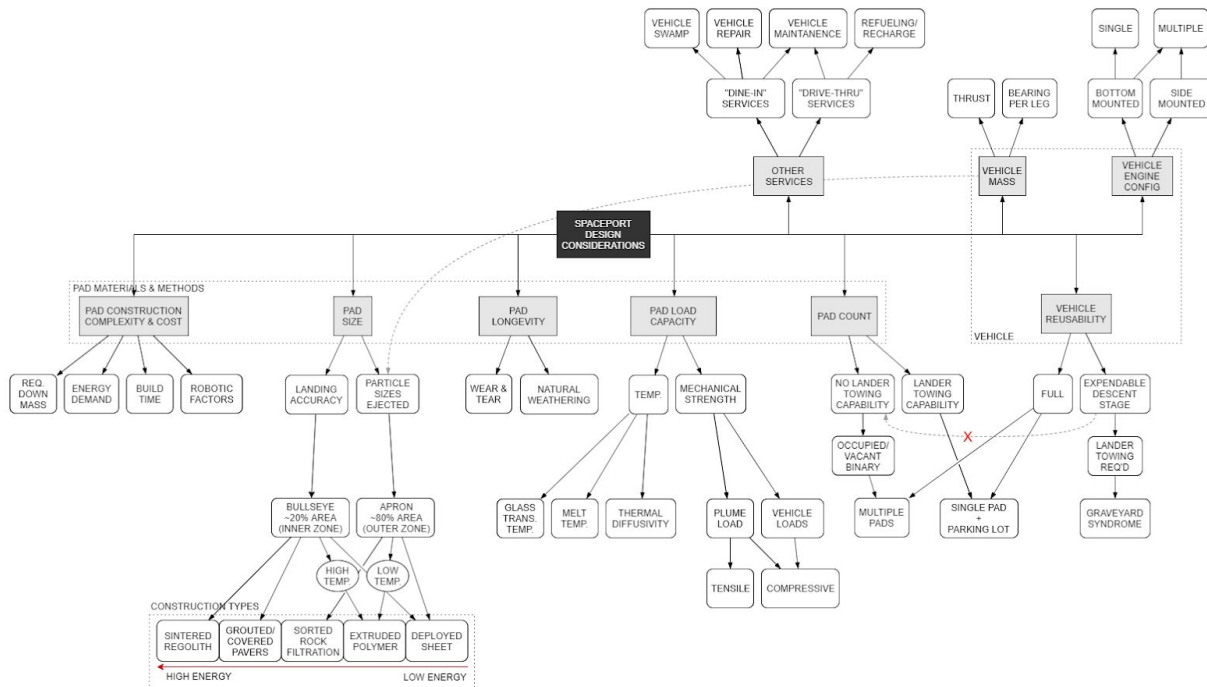 VEHICLE
SWAMP
VEHICLE
REPAIR
VEHICLE
MAINTANENCE
REFUELING/
RECHARGE
SINGLE
MULTIPLE
"DINE-IN"
SERVICES
"DRIVE-THRU"
SERVICES
THRUST
BEARING
PER LEG
BOTTOM
MOUNTED
SIDE
MOUNTED
OTHER
SERVICES
VEHICLE
MASS
VEHICLE
ENGINE
CONFIG
SPACEPORT
DESIGN
CONSIDERATIONS
PAD MATERIALS & METHODS
PAD CONSTRUCTION
COMPLEXITY & COST
PAD
SIZE
PAD
LONGEVITY
PAD LOAD
CAPACITY
PAD COUNT
VEHICLE
REUSABILITY
VEHICLE
REQ.
DOWN
MASS
ENERGY
DEMAND
BUILD
TIME
ROBOTIC
FACTORS
LANDING
ACCURACY
PARTICLE
SIZES
EJECTED
WEAR &
TEAR
NATURAL
WEATHERING
TEMP.
MECHANICAL
STRENGTH
NO LANDER
TOWING
CAPABILITY
LANDER
TOWING
CAPABILITY
FULL
EXPENDABLE
DESCENT
STAGE
X
OCCUPIED/
VACANT
BINARY
LANDER
TOWING
REQ'D
BULLSEYE
~20% AREA
(INNER ZONE)
APRON
~80% AREA
(OUTER ZONE)
GLASS
TRANS.
TEMP.
MELT
TEMP.
THERMAL
DIFFUSIVITY
PLUME
LOAD
VEHICLE
LOADS
MULTIPLE
PADS
SINGLE PAD
+
PARKING LOT
GRAVEYARD
SYNDROME
HIGH
TEMP.
LOW
TEMP.
TENSILE
COMPRESSIVE
CONSTRUCTION TYPES
SINTERED
REGOLITH
GROUTED/
COVERED
PAVERS
SORTED
ROCK
FILTRATION
EXTRUDED
POLYMER
DEPLOYED
SHEET
HIGH ENERGY
LOW ENERGY